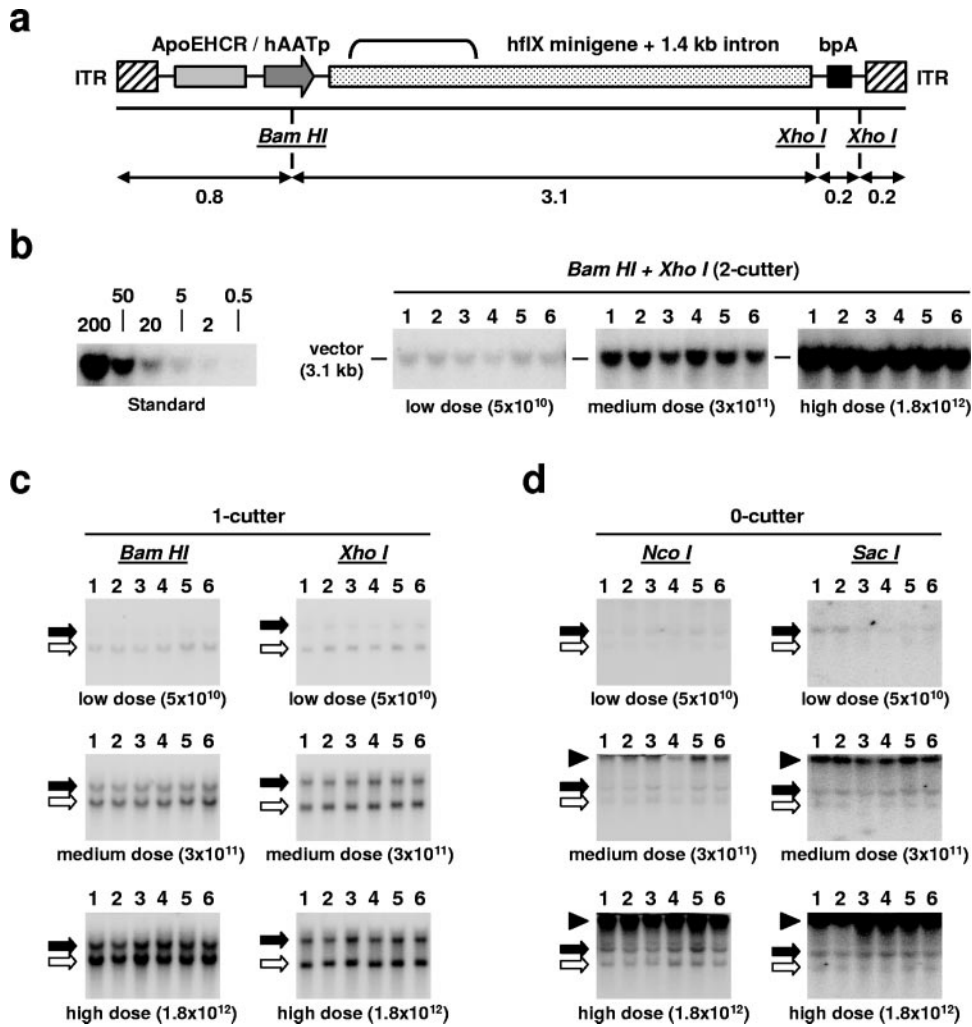 a
ApoEHCR / hAATp hfIX minigene + 1.4 kb intron bpA
ITR ITR
Bam HI Xho I Xho I
0.8 3.1 0.2 0.2
b
Bam HI + Xho I (2-cutter)
50 5 0.5
200 20 2
1 2 3 4 5 6 1 2 3 4 5 6 1 2 3 4 5 6
vector
(3.1 kb)
Standard
low dose (5x10¹⁰) medium dose (3x10¹¹) high dose (1.8x10¹²)
c
1-cutter
Bam HI Xho I
1 2 3 4 5 6 1 2 3 4 5 6
low dose (5x10¹⁰) low dose (5x10¹⁰)
1 2 3 4 5 6 1 2 3 4 5 6
medium dose (3x10¹¹) medium dose (3x10¹¹)
1 2 3 4 5 6 1 2 3 4 5 6
high dose (1.8x10¹²) high dose (1.8x10¹²)
d
0-cutter
Nco I Sac I
1 2 3 4 5 6 1 2 3 4 5 6
low dose (5x10¹⁰) low dose (5x10¹⁰)
1 2 3 4 5 6 1 2 3 4 5 6
medium dose (3x10¹¹) medium dose (3x10¹¹)
1 2 3 4 5 6 1 2 3 4 5 6
high dose (1.8x10¹²) high dose (1.8x10¹²)